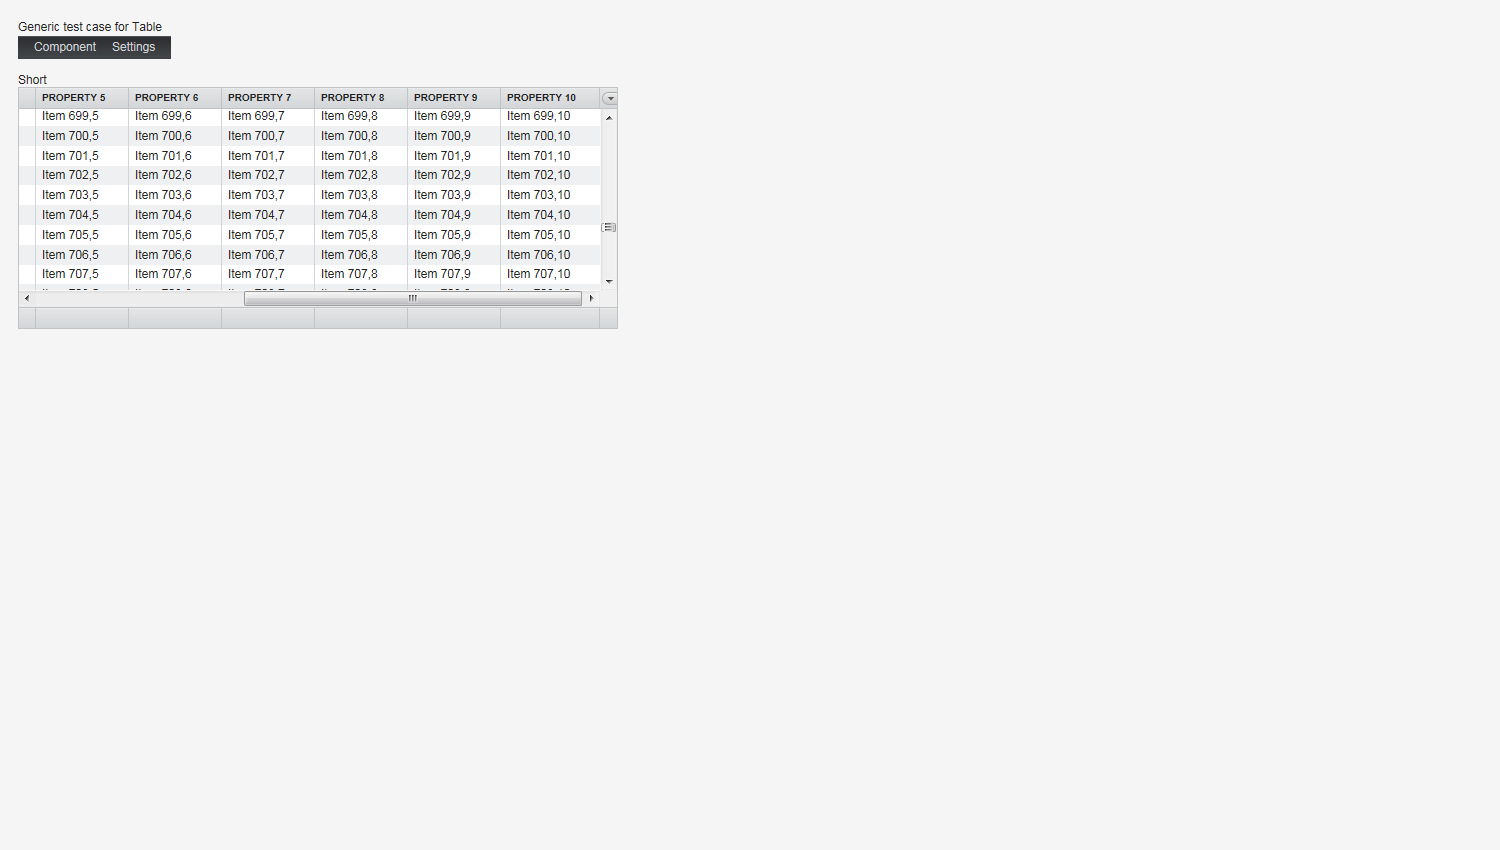 Generic test case for Table
Component Settings
Short
PROPERTY 5 PROPERTY 6 PROPERTY 7 PROPERTY 8 PROPERTY 9 PROPERTY 10
Item 699,5 Item 699,6 Item 699,7 Item 699,8 Item 699,9 Item 699,10
Item 700,5 Item 700,6 Item 700,7 Item 700,8 Item 700,9 Item 700,10
Item 701,5 Item 701,6 Item 701,7 Item 701,8 Item 701,9 Item 701,10
Item 702,5 Item 702,6 Item 702,7 Item 702,8 Item 702,9 Item 702,10
Item 703,5 Item 703,6 Item 703,7 Item 703,8 Item 703,9 Item 703,10
Item 704,5 Item 704,6 Item 704,7 Item 704,8 Item 704,9 Item 704,10
Item 705,5 Item 705,6 Item 705,7 Item 705,8 Item 705,9 Item 705,10
Item 706,5 Item 706,6 Item 706,7 Item 706,8 Item 706,9 Item 706,10
Item 707,5 Item 707,6 Item 707,7 Item 707,8 Item 707,9 Item 707,10